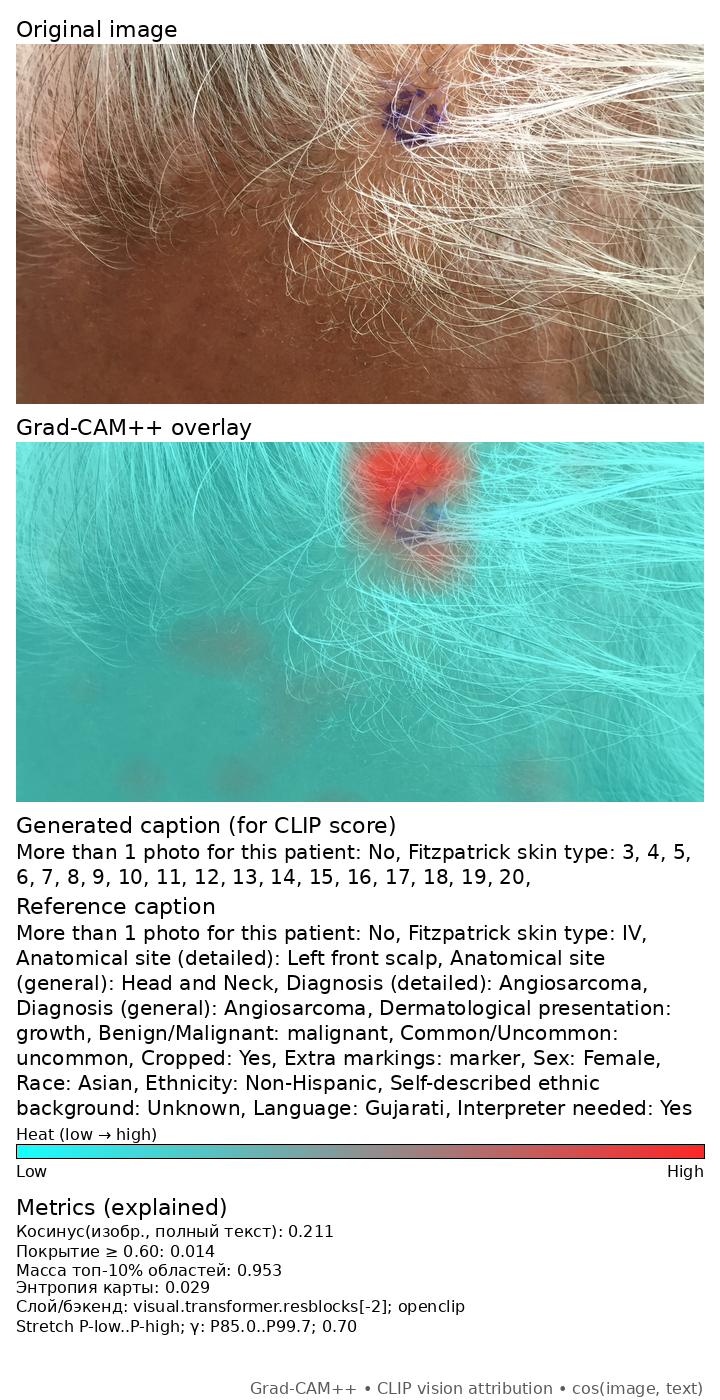 Original image
Grad-CAM++ overlay
Generated caption (for CLIP score)
More than 1 photo for this patient: No, Fitzpatrick skin type: 3, 4, 5,
6, 7, 8, 9, 10, 11, 12, 13, 14, 15, 16, 17, 18, 19, 20,
Reference caption
More than 1 photo for this patient: No, Fitzpatrick skin type: IV,
Anatomical site (detailed): Left front scalp, Anatomical site
(general): Head and Neck, Diagnosis (detailed): Angiosarcoma,
Diagnosis (general): Angiosarcoma, Dermatological presentation:
growth, Benign/Malignant: malignant, Common/Uncommon:
uncommon, Cropped: Yes, Extra markings: marker, Sex: Female,
Race: Asian, Ethnicity: Non-Hispanic, Self-described ethnic
background: Unknown, Language: Gujarati, Interpreter needed: Yes
Heat (low → high)
Low High
Metrics (explained)
Косинус(изобр., полный текст): 0.211
Покрытие ≥ 0.60: 0.014
Масса топ-10% областей: 0.953
Энтропия карты: 0.029
Слой/бэкенд: visual.transformer.resblocks[-2]; openclip
Stretch P-low..P-high; γ: P85.0..P99.7; 0.70
Grad-CAM++ • CLIP vision attribution • cos(image, text)